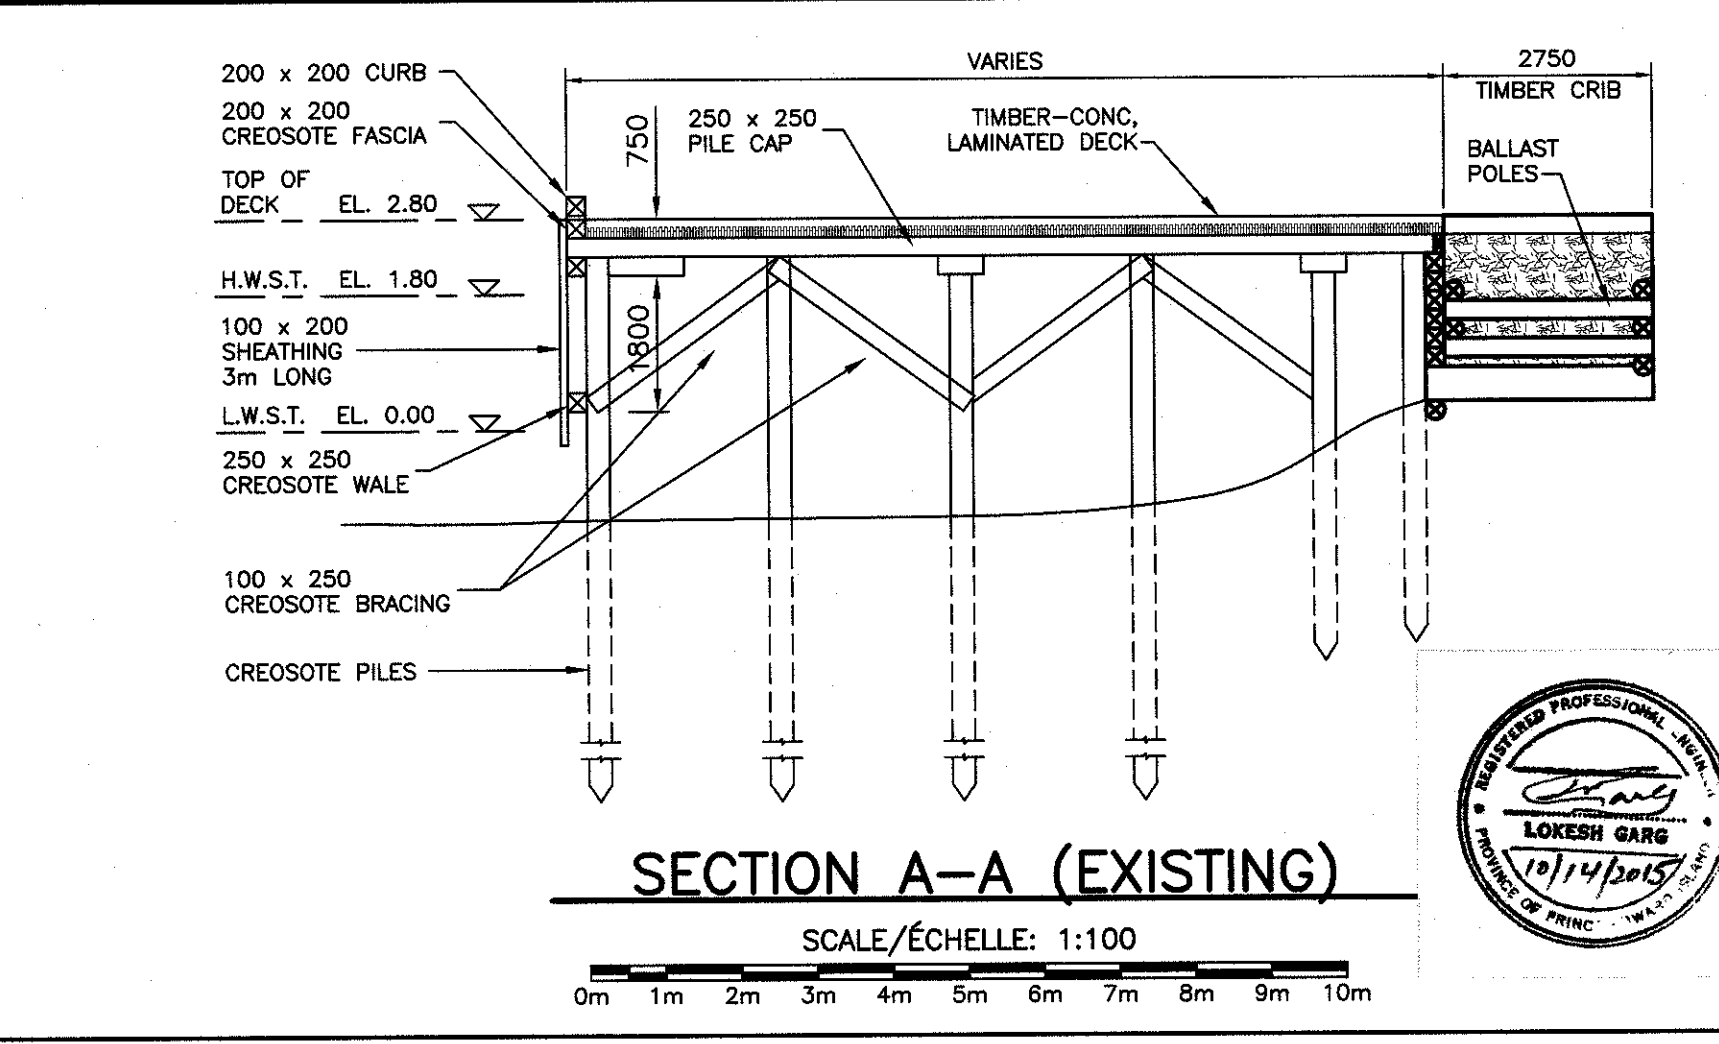 200 x 200 CURB
200 x 200
CREOSOTE FASCIA
TOP OF
DECK EL. 2.80
H.W.S.T. EL. 1.80
100 x 200
SHEATHING
3m LONG
L.W.S.T. EL. 0.00
250 x 250
CREOSOTE WALE
100 x 250
CREOSOTE BRACING
CREOSOTE PILES
VARIES
2750
TIMBER CRIB
750
250 x 250
PILE CAP
TIMBER-CONC,
LAMINATED DECK
BALLAST
POLES
1800
SECTION A-A (EXISTING)
SCALE/ÉCHELLE: 1:100
0m 1m 2m 3m 4m 5m 6m 7m 8m 9m 10m
REGISTERED PROFESSIONAL
LOKESH GARG
10/14/2015
PROVINCE OF